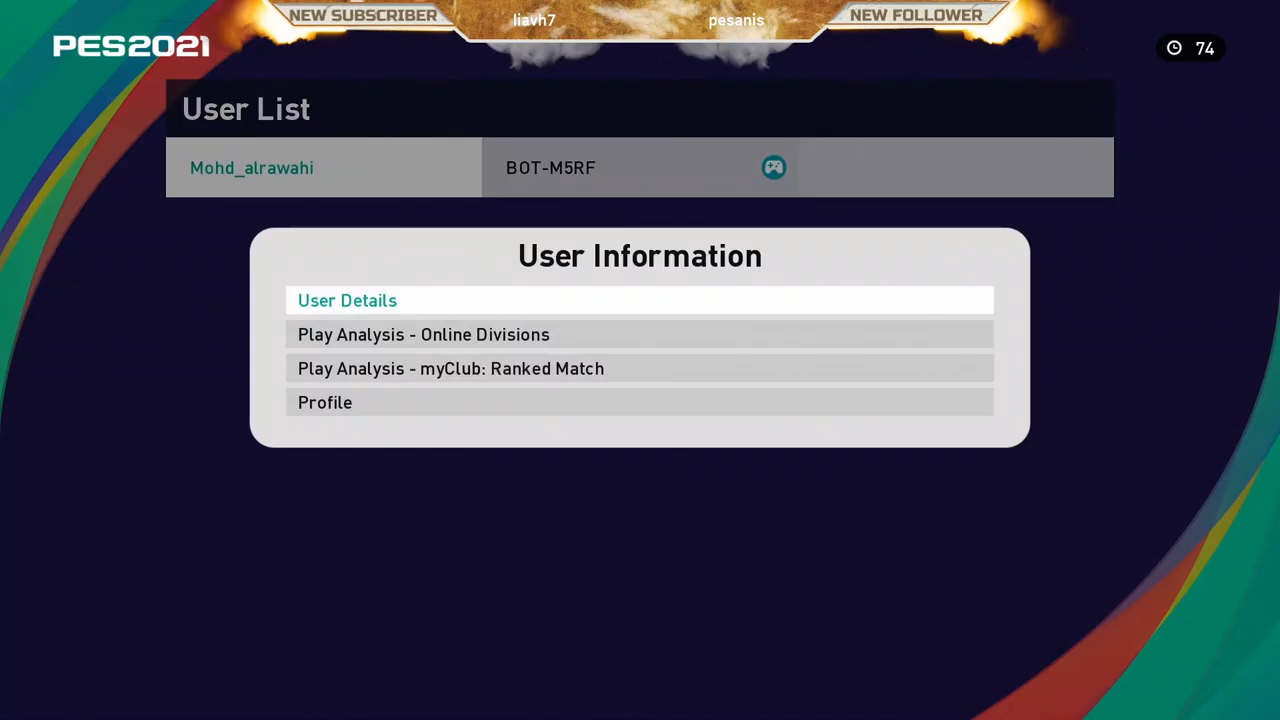 NEW SUBSCRIBER
liavh7
pesanis
NEW FOLLOWER
PES2021
74
User List
Mohd_alrawahi
BOT-M5RF
User Information
User Details
Play Analysis - Online Divisions
Play Analysis - myClub: Ranked Match
Profile